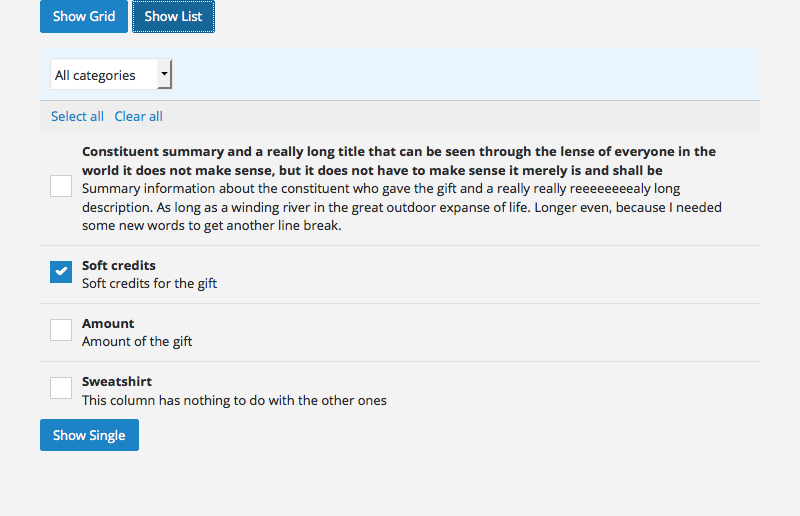 Show Grid Show List
All categories
Select all Clear all
Constituent summary and a really long title that can be seen through the lense of everyone in the
world it does not make sense, but it does not have to make sense it merely is and shall be
Summary information about the constituent who gave the gift and a really really reeeeeeeealy long
description. As long as a winding river in the great outdoor expanse of life. Longer even, because I needed
some new words to get another line break.
Soft credits
Soft credits for the gift
Amount
Amount of the gift
Sweatshirt
This column has nothing to do with the other ones
Show Single